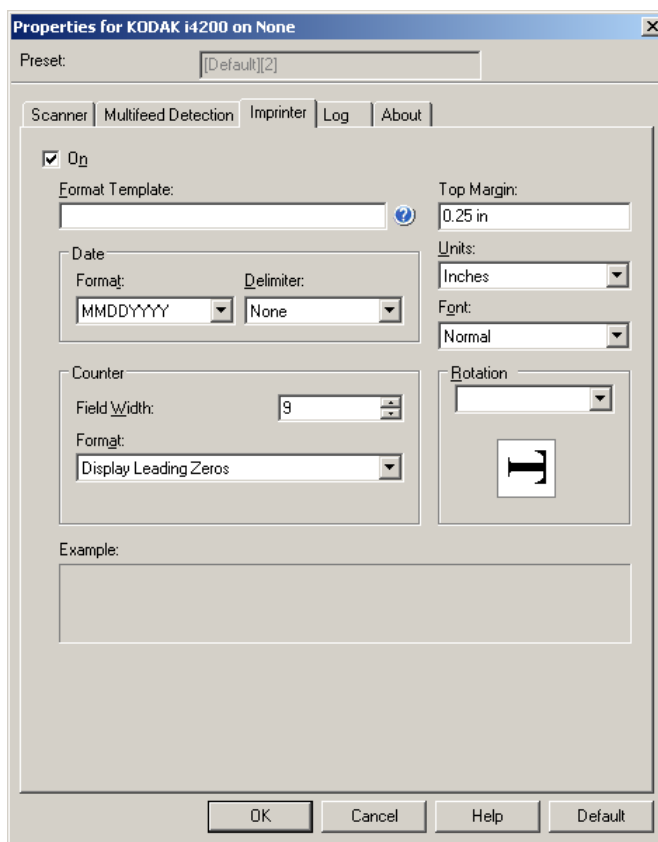 Properties for KODAK i4200 on None
Preset:
[Default][2]
Scanner
Multifeed Detection
Imprinter
Log
About
On
Format Template:
Top Margin:
0.25 in
Date
Format:
Delimiter:
MMDDYYYY
None
Units:
Inches
Font:
Normal
Counter
Field Width:
9
Format:
Display Leading Zeros
Rotation
T
Example:
OK
Cancel
Help
Default